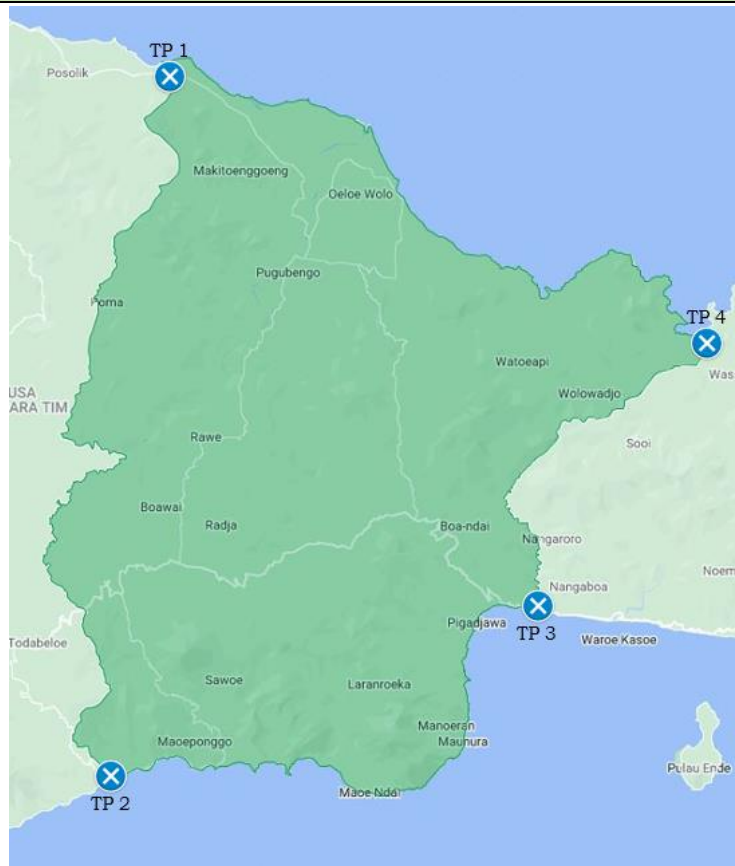 TP 1
Posolik
Makitoenggoeng
Oeloe Wolo
Pugubengo
Poma
TP 4
Watoeapi
Was
Wolowadjo
USA
ARA TIM
Rawe
Sooi
Boawai
Radja
Boa-ndai
Nangaroro
Noem
Nangaboa
Pigadjawa
TP 3
Waroe Kasoe
Todabeloe
Sawoe
Laranroeka
Manoeran
Maunura
Maoeponggo
Pulau Ende
TP 2
Maoe Ndai